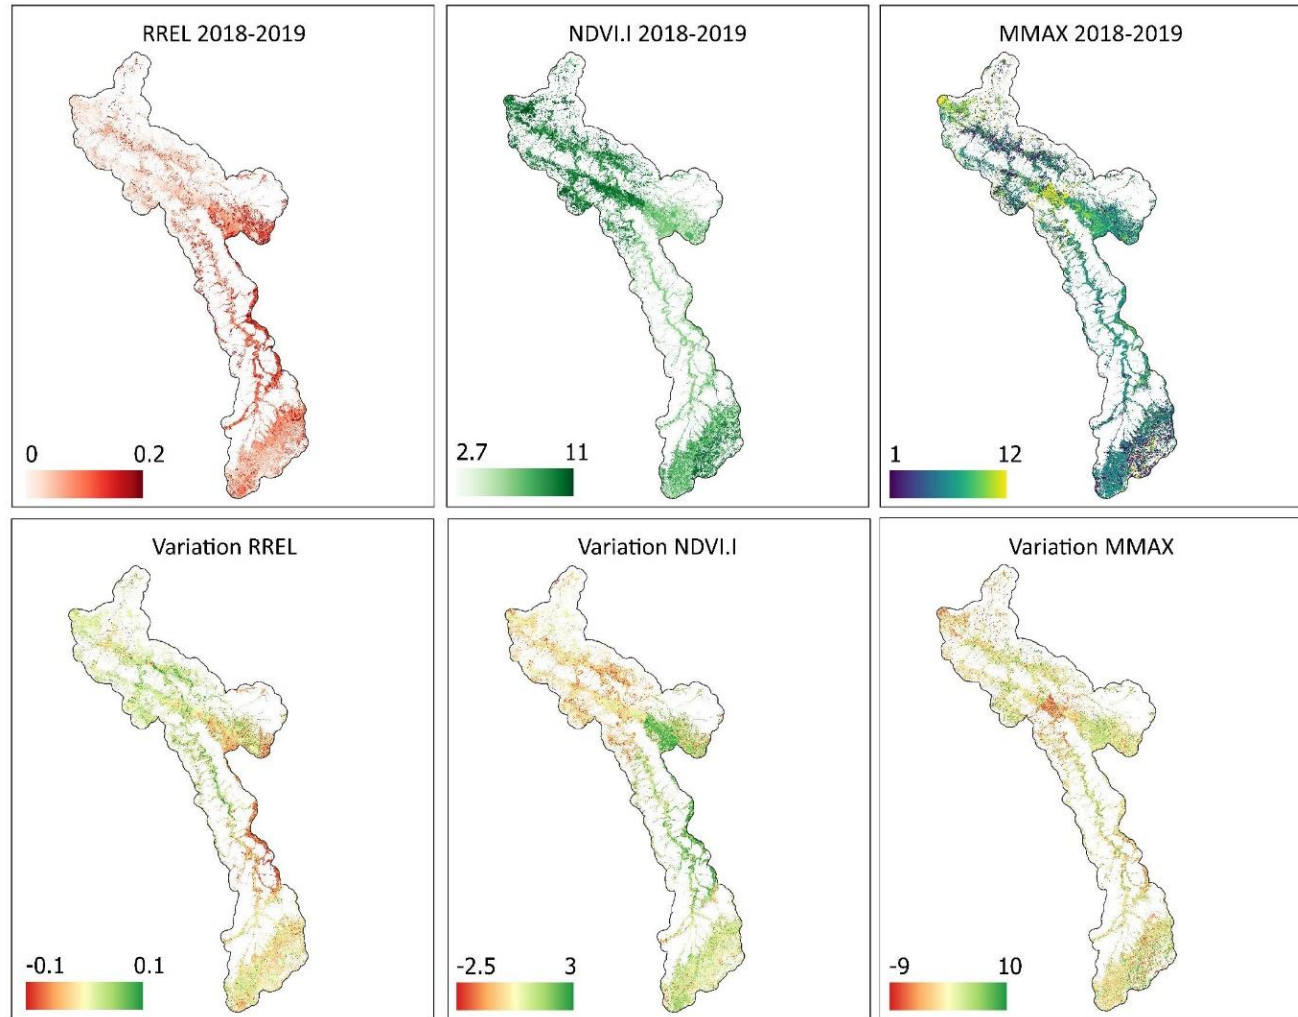 RREL 2018-2019
NDVI.I 2018-2019
MMAX 2018-2019
0 0.2
2.7 11
1 12
Variation RREL
Variation NDVI.I
Variation MMAX
-0.1 0.1
-2.5 3
-9 10